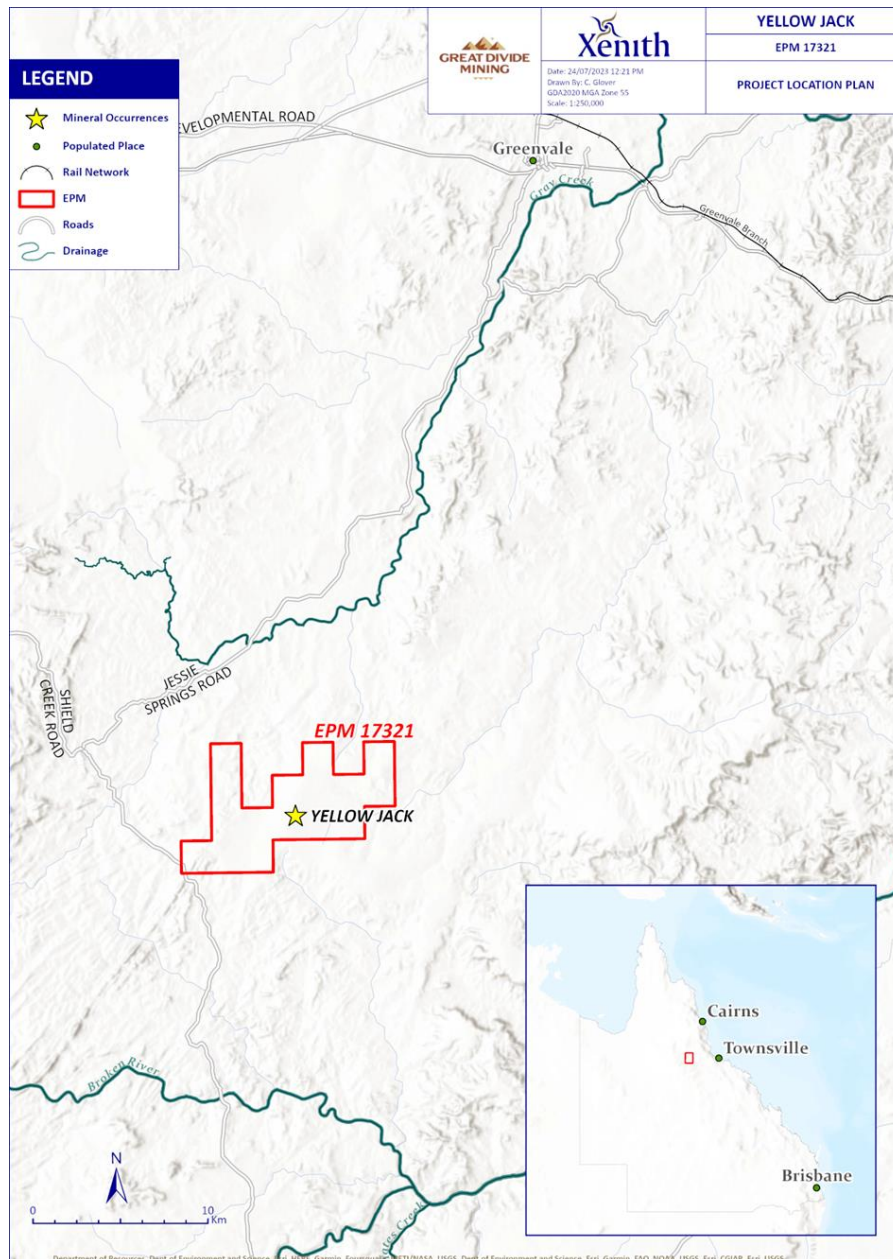 GREAT DIVIDE
MINING
Xenith
Date: 24/07/2023 12:21 PM
Drawn By: C. Glover
GDA2020 MGA Zone 55
Scale: 1:250,000
YELLOW JACK
EPM 17321
PROJECT LOCATION PLAN
LEGEND
Mineral Occurrences
Populated Place
Rail Network
EPM
Roads
Drainage
EVELOPMENTAL ROAD
Greenvale
Gray Creek
Greenvale Branch
JESSIE
SPRINGS ROAD
SHIELD
CREEK ROAD
EPM 17321
YELLOW JACK
Cairns
Townsville
Brisbane
Broken River
N
0 10
Km
Creek